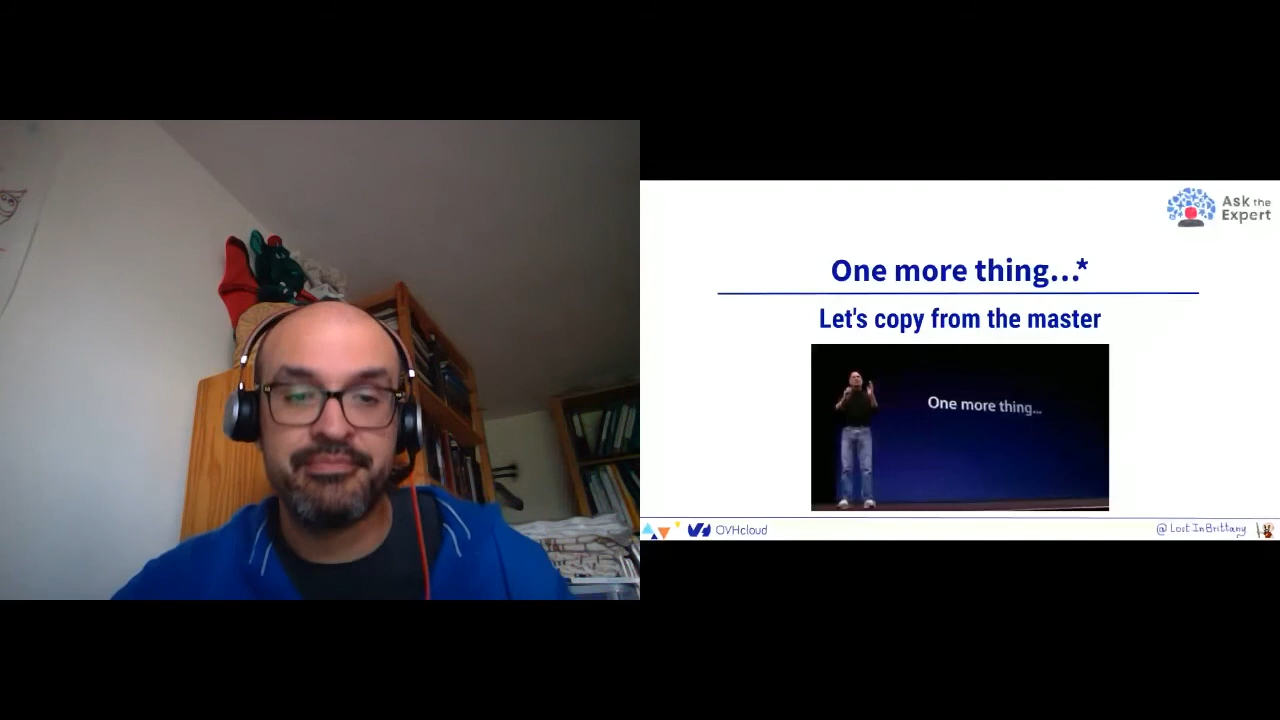 Ask the
Expert
One more thing...*
Let's copy from the master
One more thing...
OVHcloud
@LostInBrittany